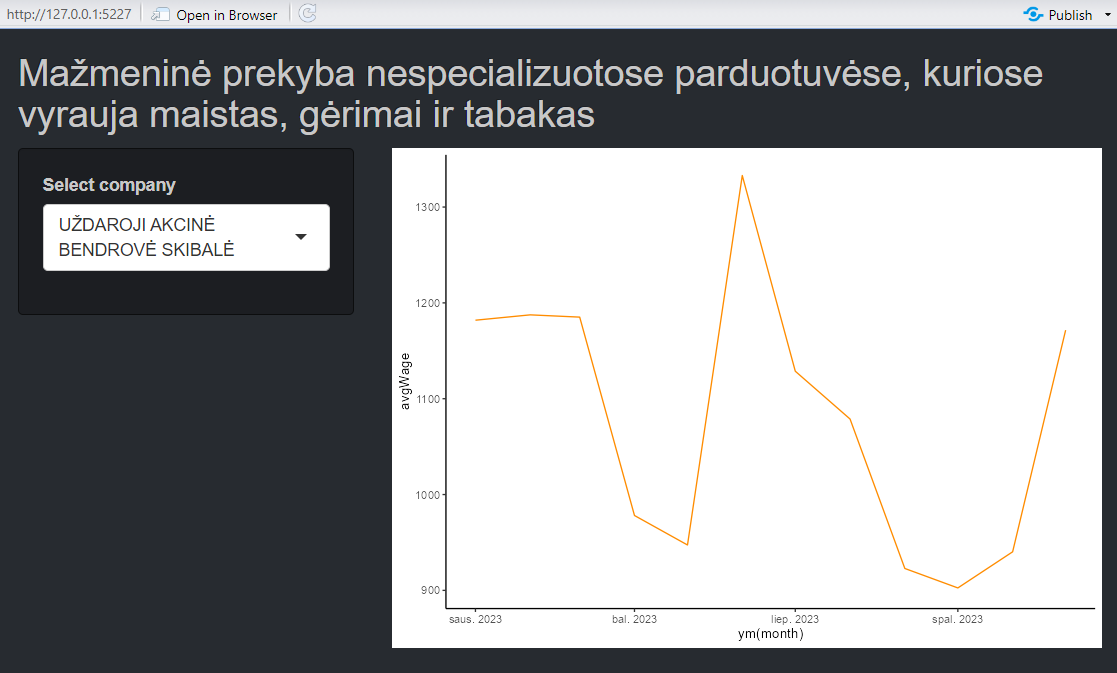 http://127.0.0.1:5227 Open in Browser Publish
Mažmeninė prekyba nespecializuotose parduotuvėse, kuriose
vyrauja maistas, gėrimai ir tabakas
Select company
UŽDAROJI AKCINĖ
BENDROVĖ SKIBALĖ
avgWage
1300
1200
1100
1000
900
saus. 2023 bal. 2023 liep. 2023 spal. 2023
ym(month)